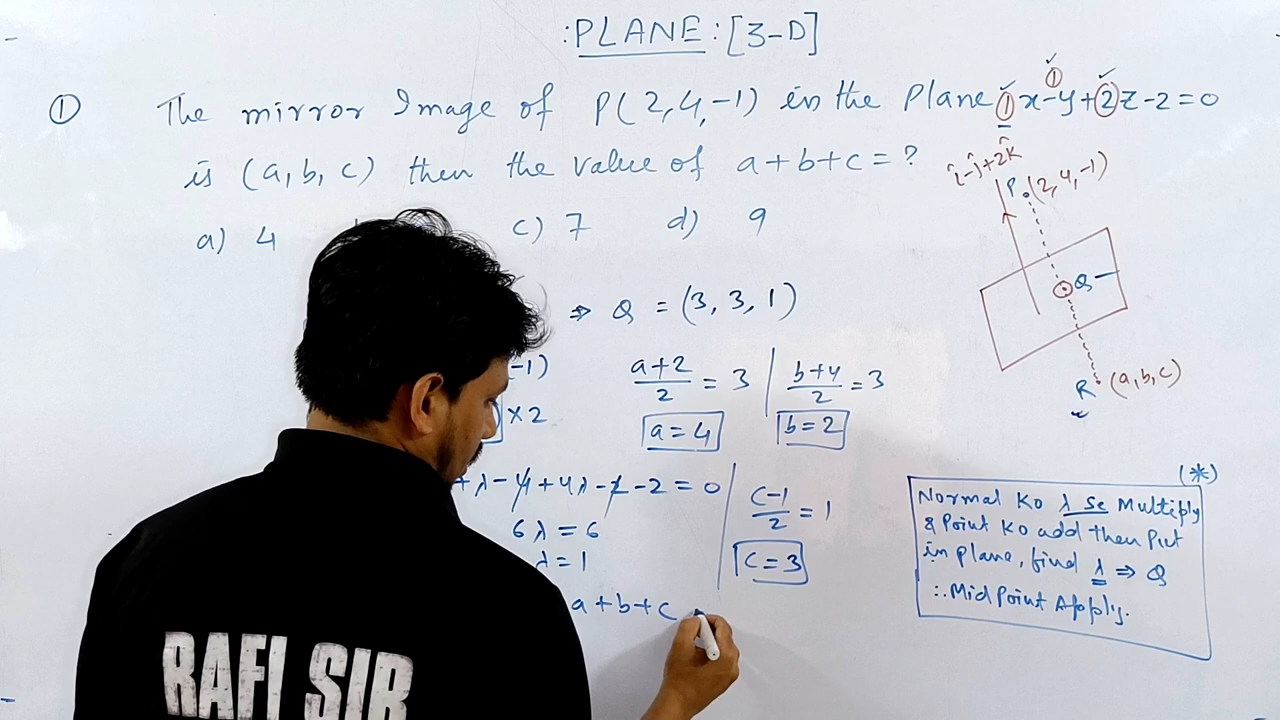 :PLANE: [3-D]
① The mirror Image of P(2,4,-1) in the Plane ①x-y+②z-2=0
①
is (a,b,c) then the value of a+b+c=?
î-ĵ+2k̂
P.(2,4,-1)
a) 4 c) 7 d) 9
Q
R (a,b,c)
⇒ Q = (3, 3, 1)
-1)
×2
a+2/2 = 3
b+4/2 = 3
a=4
b=2
+λ-4+4λ-2-2=0
6λ=6
λ=1
c-1/2 = 1
c=3
a+b+c
(*)
Normal Ko λ se Multiply
& Point Ko add then Put
in plane, find λ ⇒ Q
∴ MidPoint Apply.
RAFI SIR